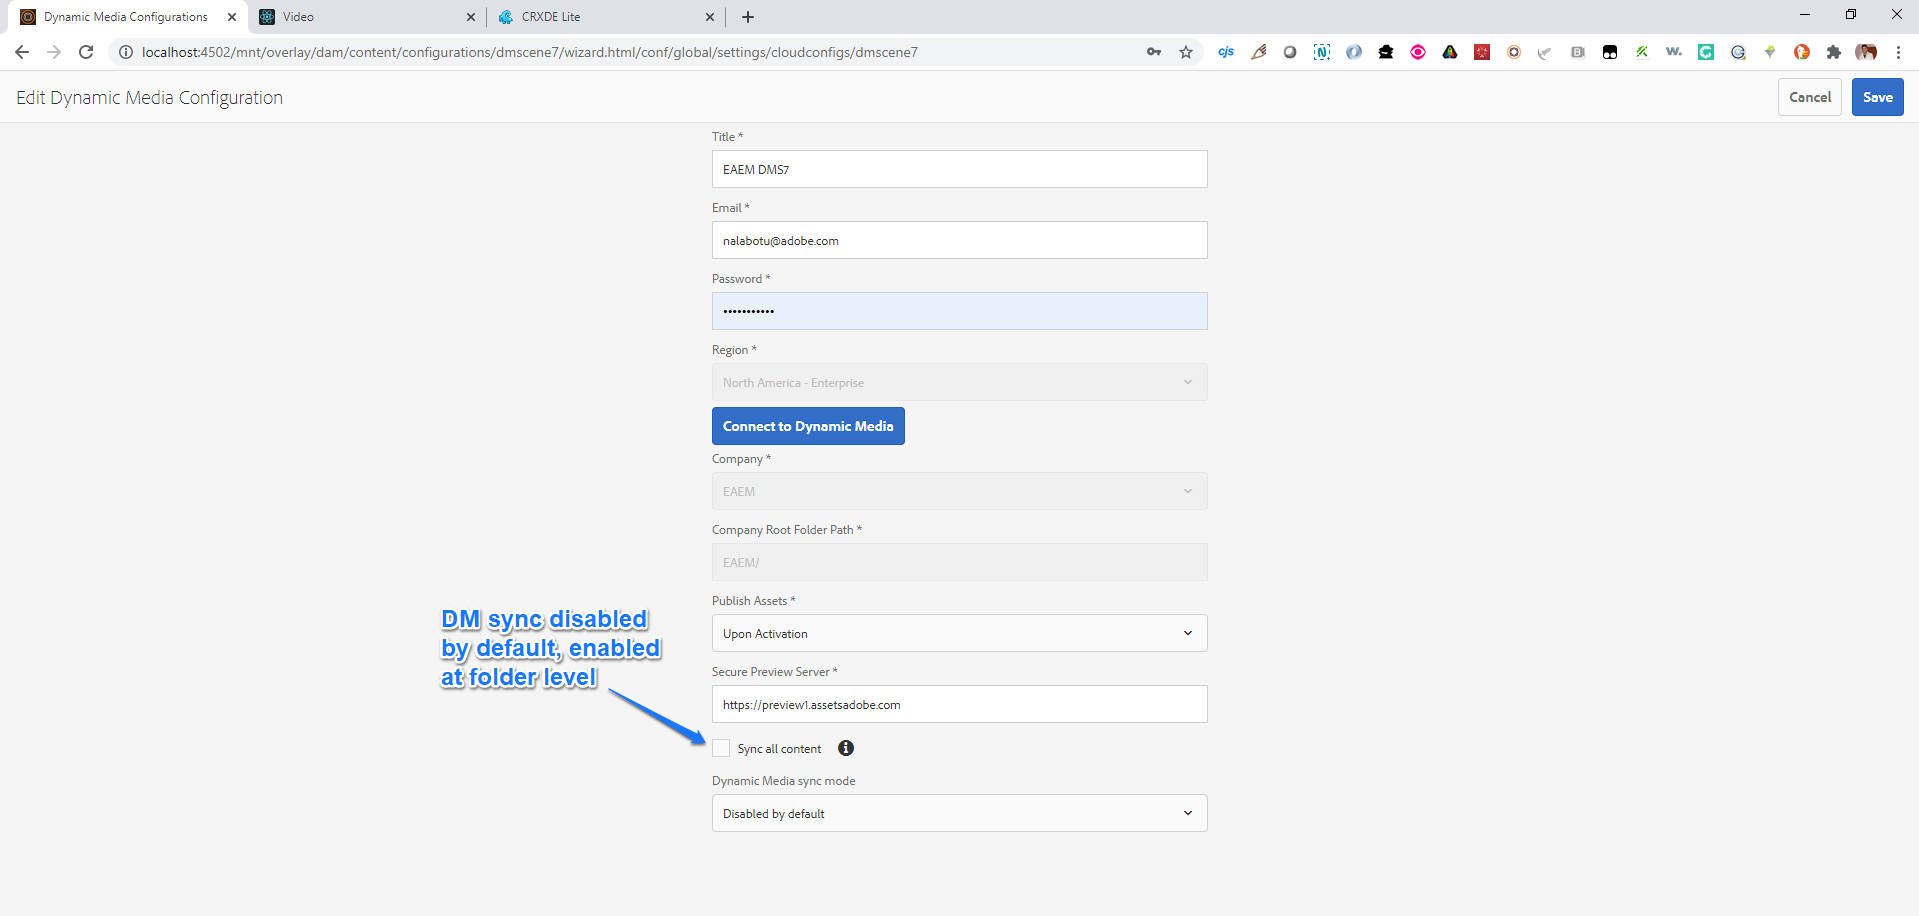 Dynamic Media Configurations
Video
CRXDE Lite
localhost:4502/mnt/overlay/dam/content/configurations/dmscene7/wizard.html/conf/global/settings/cloudconfigs/dmscene7
cjs
Edit Dynamic Media Configuration
Cancel
Save
Title *
EAEM DMS7
Email *
nalabotu@adobe.com
Password *
•••••••••••
Region *
North America - Enterprise
Connect to Dynamic Media
Company *
EAEM
Company Root Folder Path *
EAEM/
Publish Assets *
Upon Activation
DM sync disabled
by default, enabled
at folder level
Secure Preview Server *
https://preview1.assetsadobe.com
Sync all content
Dynamic Media sync mode
Disabled by default